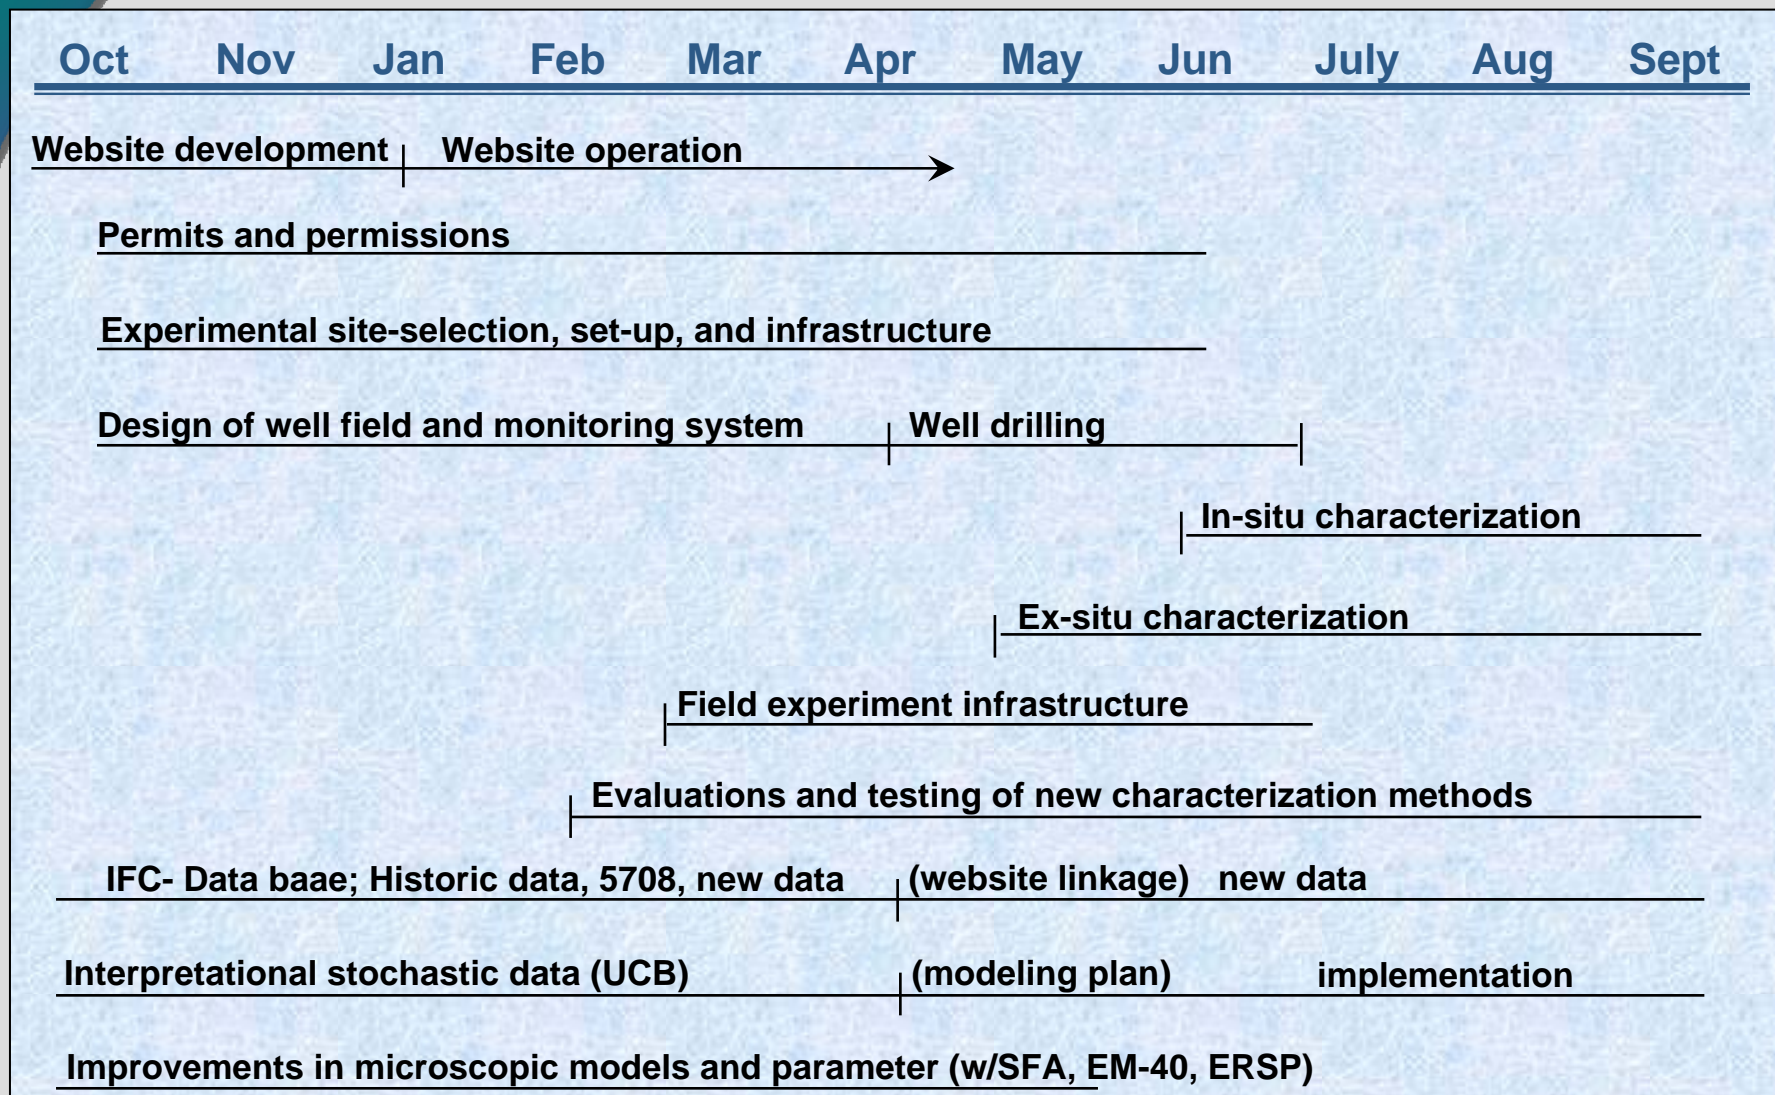 Oct Nov Jan Feb Mar Apr May Jun July Aug Sept
Website development Website operation
Permits and permissions
Experimental site-selection, set-up, and infrastructure
Design of well field and monitoring system Well drilling
In-situ characterization
Ex-situ characterization
Field experiment infrastructure
Evaluations and testing of new characterization methods
IFC- Data baae; Historic data, 5708, new data (website linkage) new data
Interpretational stochastic data (UCB) (modeling plan) implementation
Improvements in microscopic models and parameter (w/SFA, EM-40, ERSP)